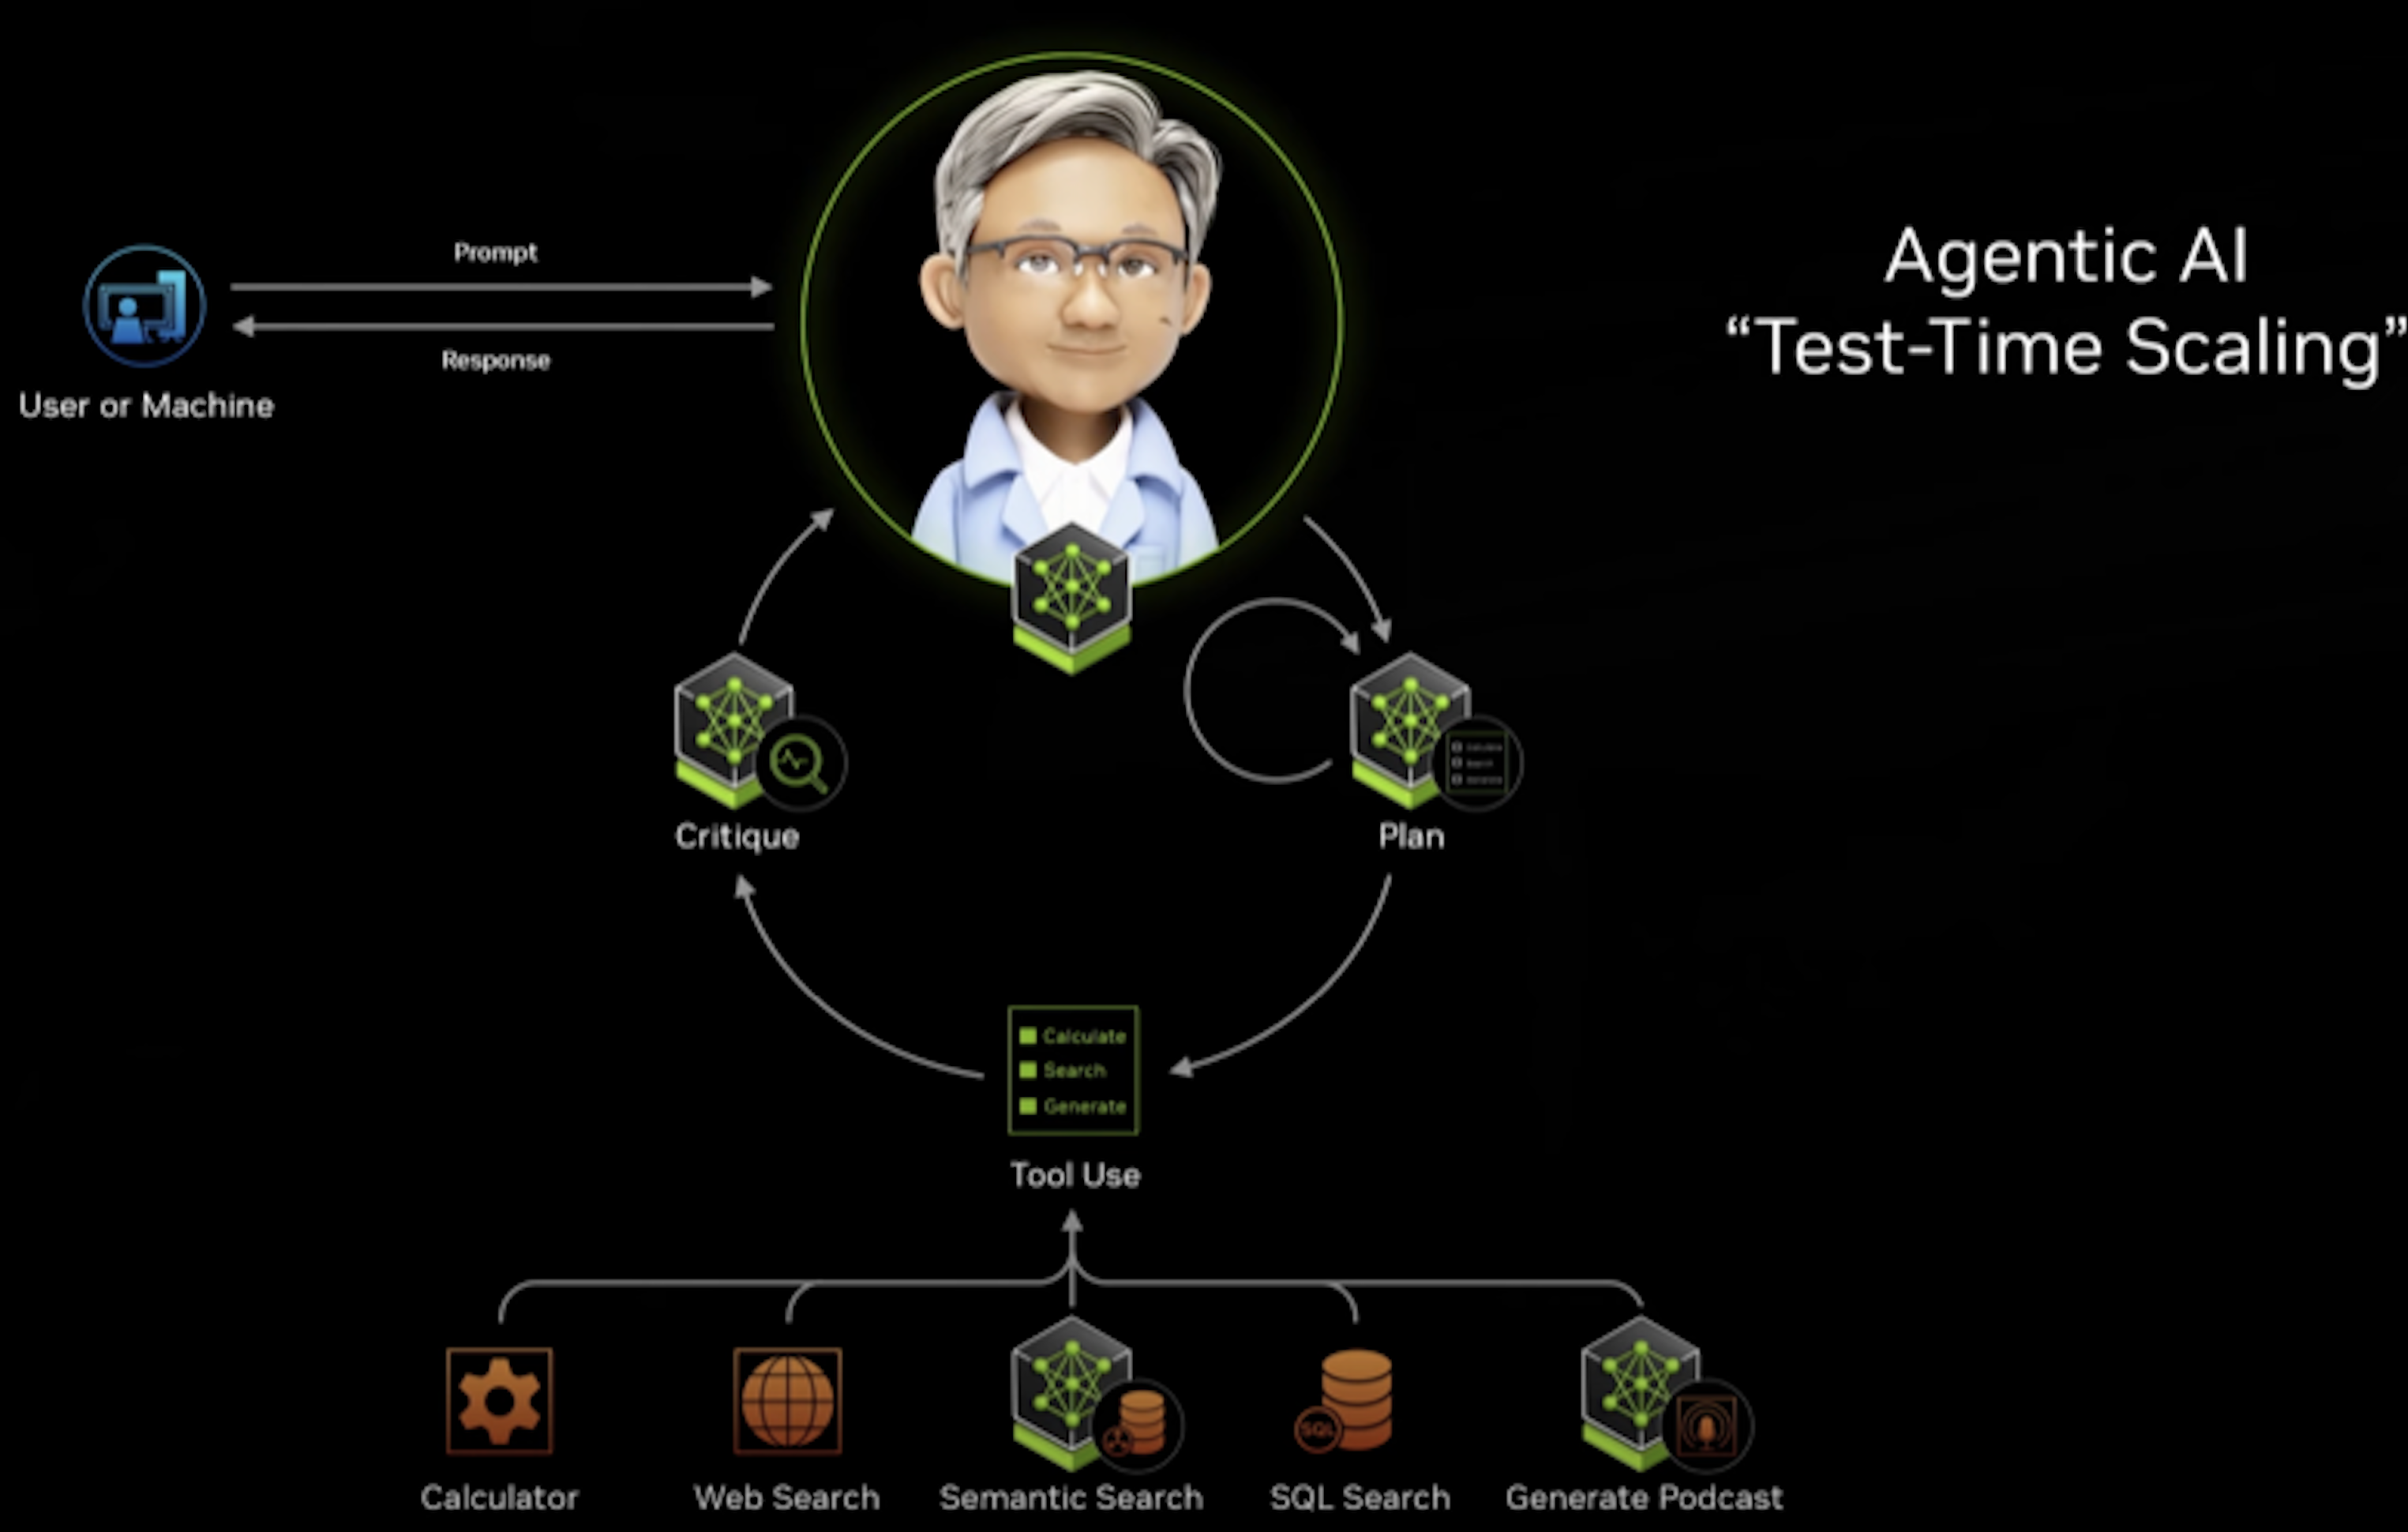 Agentic AI
“Test-Time Scaling”
Prompt
Response
User or Machine
Critique
Plan
Calculate
Search
Generate
Tool Use
Calculator
Web Search
Semantic Search
SQL
SQL Search
Generate Podcast